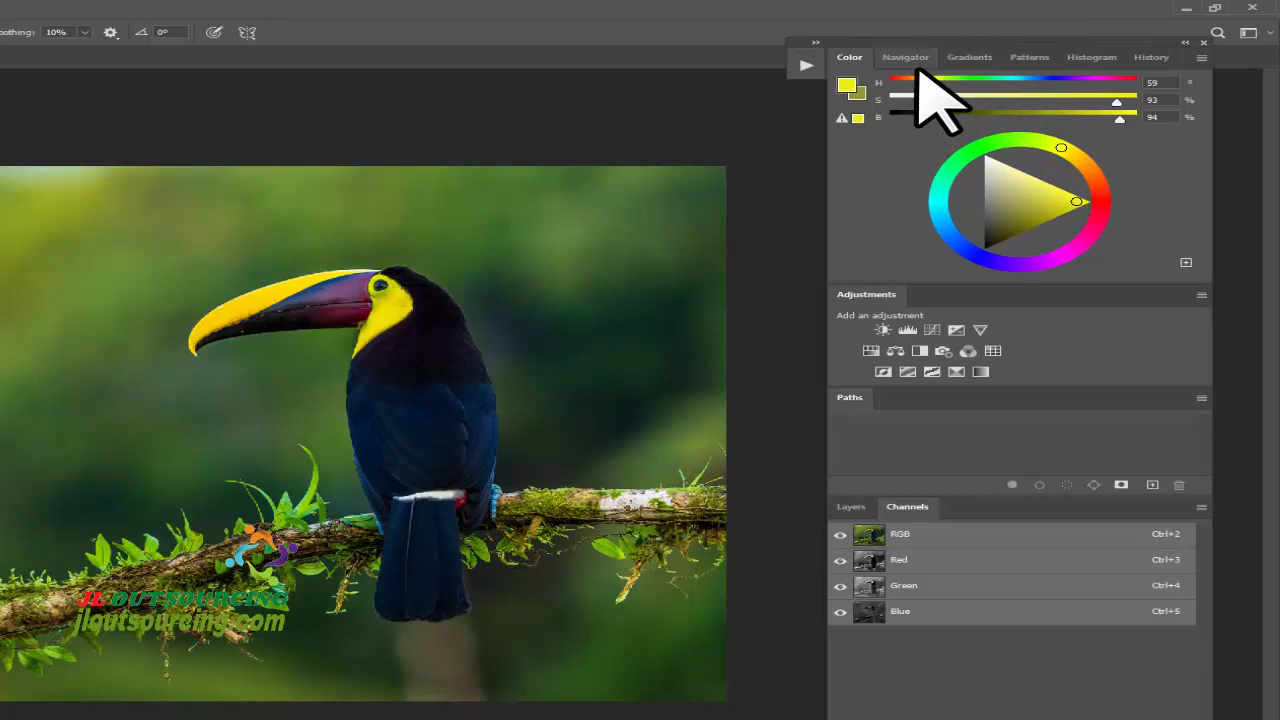 oothing: 10% 0°
Color Navigator Gradients Patterns Histogram History
H 59 °
S 93 %
B 94 %
Adjustments
Add an adjustment
Paths
Layers Channels
RGB Ctrl+2
Red Ctrl+3
Green Ctrl+4
Blue Ctrl+5
JL OUTSOURCING
jloutsourcing.com